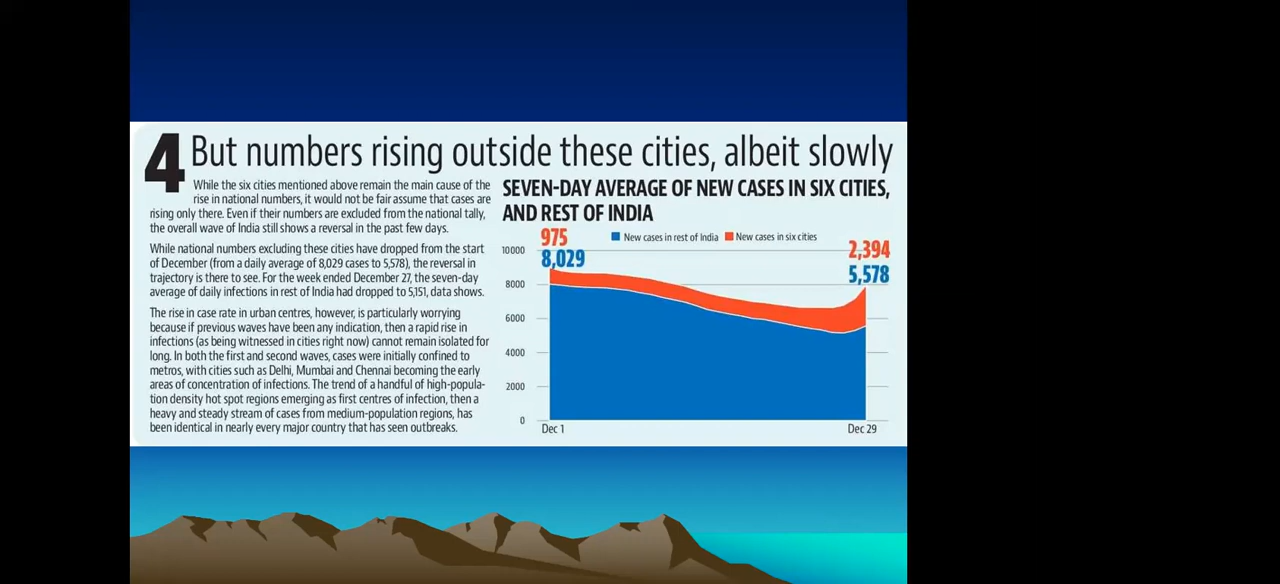 4 But numbers rising outside these cities, albeit slowly
While the six cities mentioned above remain the main cause of the
rise in national numbers, it would not be fair assume that cases are
rising only there. Even if their numbers are excluded from the national tally,
the overall wave of India still shows a reversal in the past few days.
While national numbers excluding these cities have dropped from the start
of December (from a daily average of 8,029 cases to 5,578), the reversal in
trajectory is there to see. For the week ended December 27, the seven-day
average of daily infections in rest of India had dropped to 5,151, data shows.
The rise in case rate in urban centres, however, is particularly worrying
because if previous waves have been any indication, then a rapid rise in
infections (as being witnessed in cities right now) cannot remain isolated for
long. In both the first and second waves, cases were initially confined to
metros, with cities such as Delhi, Mumbai and Chennai becoming the early
areas of concentration of infections. The trend of a handful of high-popula-
tion density hot spot regions emerging as first centres of infection, then a
heavy and steady stream of cases from medium-population regions, has
been identical in nearly every major country that has seen outbreaks.
SEVEN-DAY AVERAGE OF NEW CASES IN SIX CITIES,
AND REST OF INDIA
New cases in rest of India New cases in six cities
975
8,029
2,394
5,578
10000
8000
6000
4000
2000
0
Dec 1 Dec 29